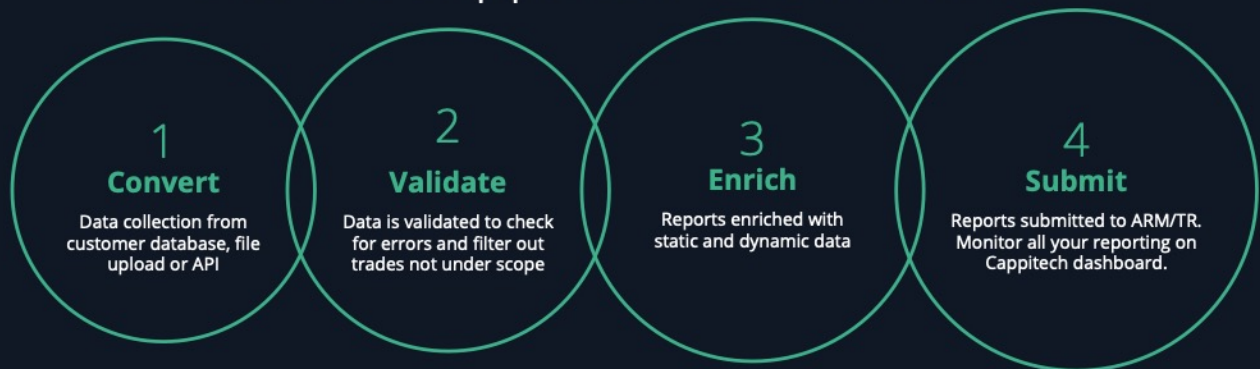 1
Convert
Data collection from
customer database, file
upload or API
2
Validate
Data is validated to check
for errors and filter out
trades not under scope
3
Enrich
Reports enriched with
static and dynamic data
4
Submit
Reports submitted to ARM/TR.
Monitor all your reporting on
Cappitech dashboard.